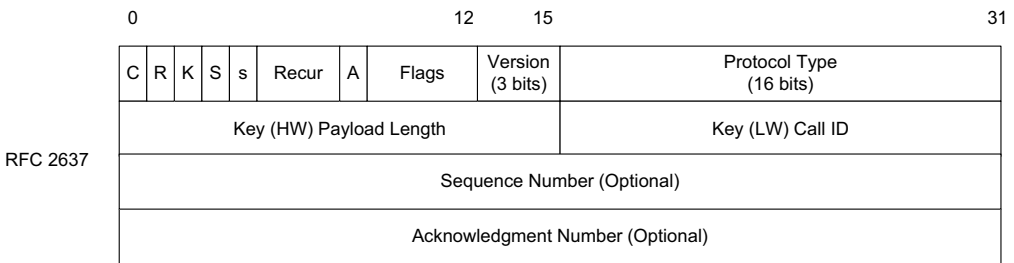 0 12 15 31
C R K S s Recur A Flags Version (3 bits) Protocol Type (16 bits)
Key (HW) Payload Length Key (LW) Call ID
RFC 2637
Sequence Number (Optional)
Acknowledgment Number (Optional)